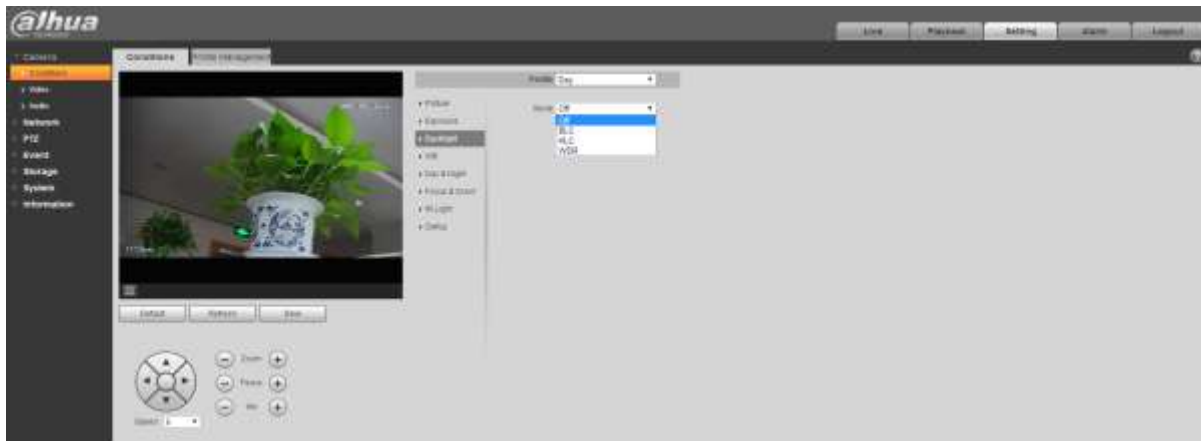 alhua
TECHNOLOGY
Live
Playback
Setting
Alarm
Logout
Camera
Conditions
Video
Audio
Network
PTZ
Event
Storage
System
Information
Conditions
Profile Management
Profile Day
Picture
Exposure
Backlight
WB
Day & Night
Focus & Zoom
IR Light
Defog
Mode Off
Off
BLC
HLC
WDR
Default
Refresh
Save
Zoom
Focus
Iris
Speed 5